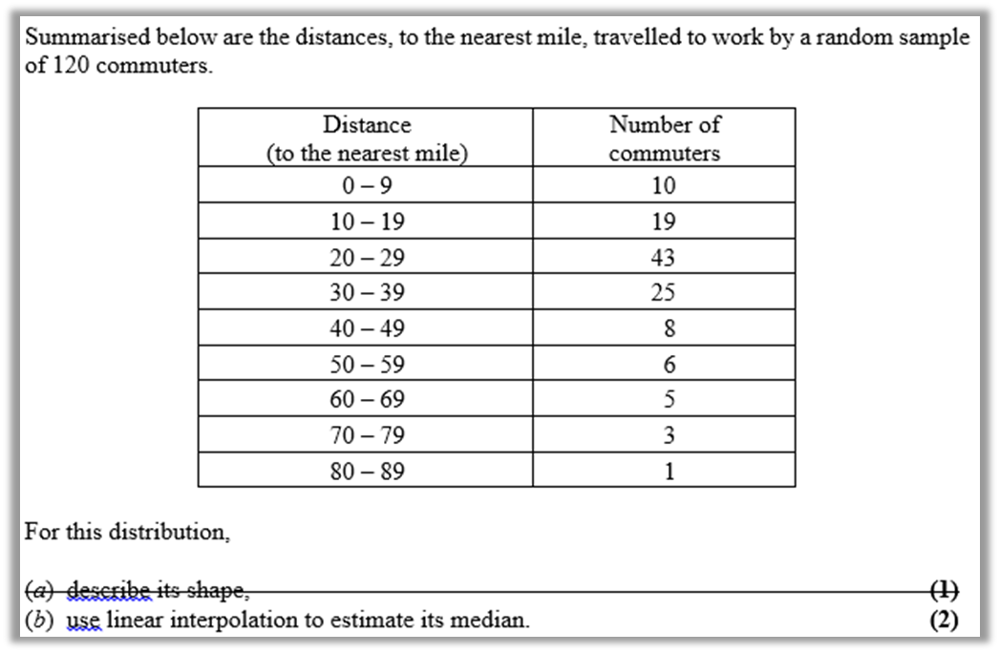 Summarised below are the distances, to the nearest mile, travelled to work by a random sample
of 120 commuters.
Distance
(to the nearest mile)
Number of
commuters
0 – 9 10
10 – 19 19
20 – 29 43
30 – 39 25
40 – 49 8
50 – 59 6
60 – 69 5
70 – 79 3
80 – 89 1
For this distribution,
(a) describe its shape, (1)
(b) use linear interpolation to estimate its median. (2)